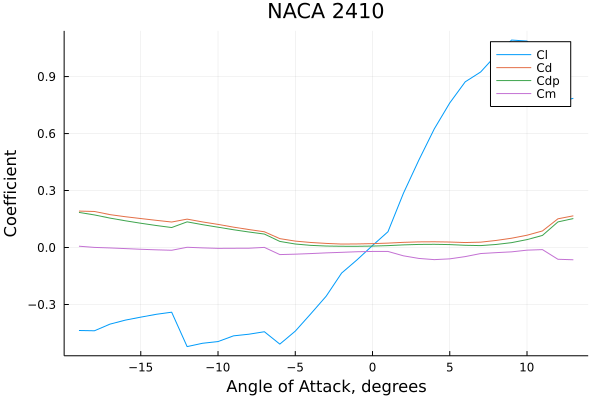 NACA 2410
Coefficient
0.9
0.6
0.3
0.0
−0.3
Cl
Cd
Cdp
Cm
−15 −10 −5 0 5 10
Angle of Attack, degrees